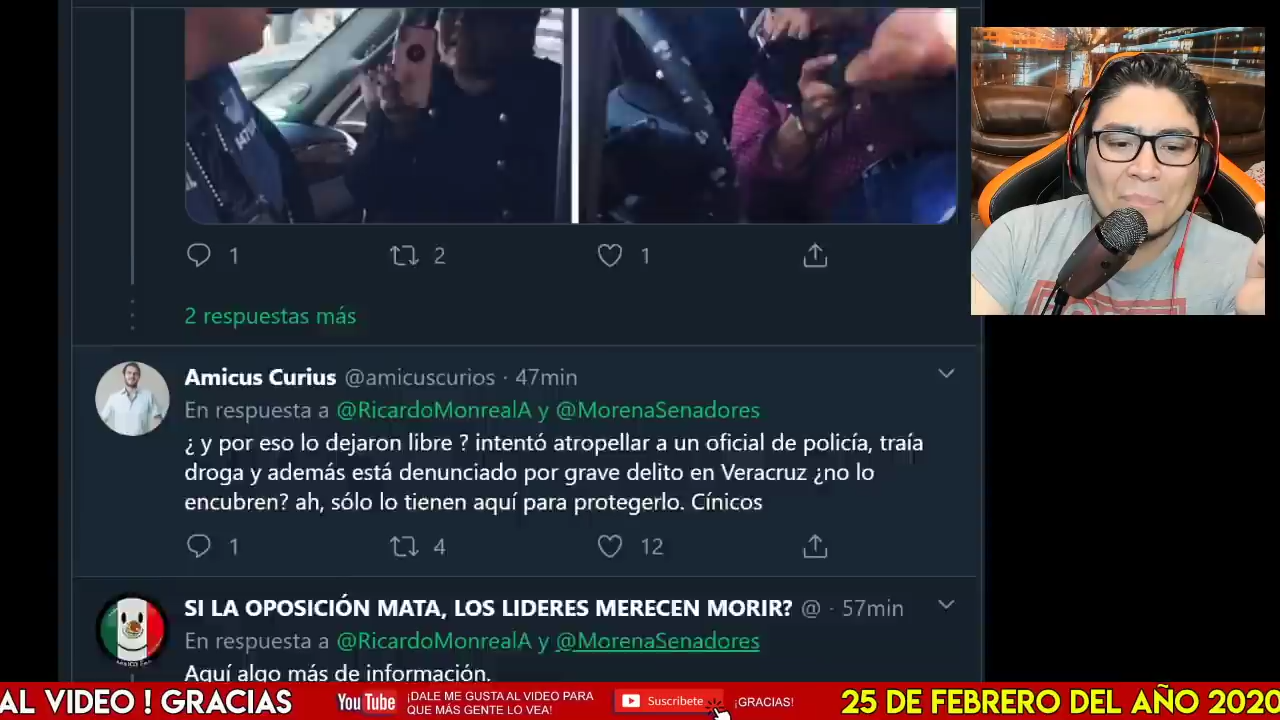 1 2 1
2 respuestas más
Amicus Curius @amicuscurios · 47min
En respuesta a @RicardoMonrealA y @MorenaSenadores
¿ y por eso lo dejaron libre ? intentó atropellar a un oficial de policía, traía
droga y además está denunciado por grave delito en Veracruz ¿no lo
encubren? ah, sólo lo tienen aquí para protegerlo. Cínicos
1 4 12
SI LA OPOSICIÓN MATA, LOS LIDERES MERECEN MORIR? @ · 57min
En respuesta a @RicardoMonrealA y @MorenaSenadores
Aquí algo más de información.
AL VIDEO ! GRACIAS
YouTube
¡DALE ME GUSTA AL VIDEO PARA
QUE MÁS GENTE LO VEA!
Suscríbete
¡GRACIAS!
25 DE FEBRERO DEL AÑO 2020